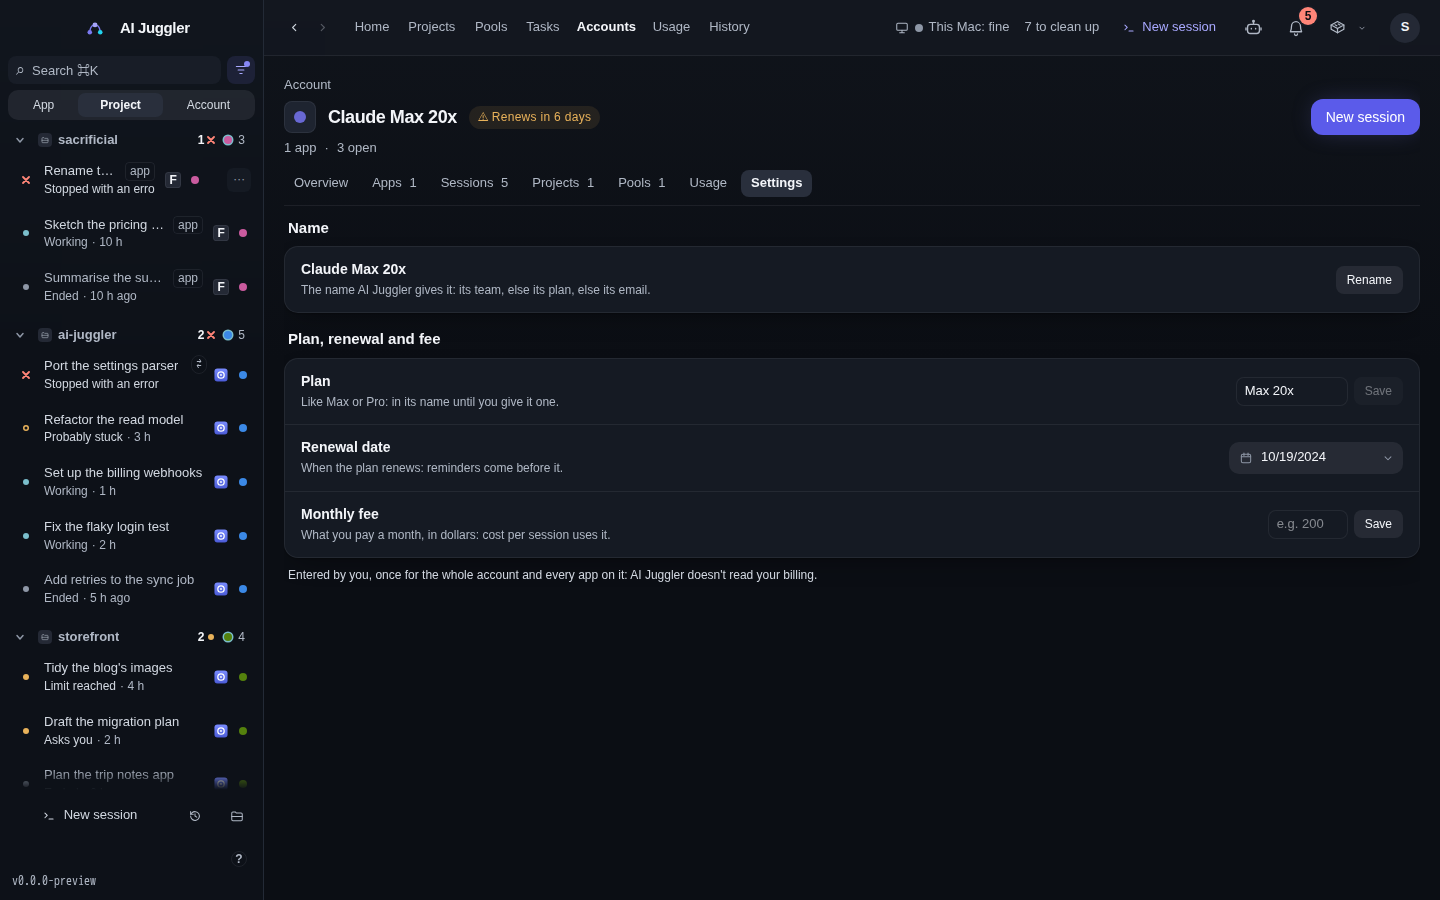 AI Juggler
Search ⌘K
App Project Account
sacrificial 1 3
Rename t… app F
Stopped with an erro
Sketch the pricing … app F
Working · 10 h
Summarise the su… app F
Ended · 10 h ago
ai-juggler 2 5
Port the settings parser
Stopped with an error
Refactor the read model
Probably stuck · 3 h
Set up the billing webhooks
Working · 1 h
Fix the flaky login test
Working · 2 h
Add retries to the sync job
Ended · 5 h ago
storefront 2 4
Tidy the blog's images
Limit reached · 4 h
Draft the migration plan
Asks you · 2 h
Plan the trip notes app
New session
?
v0.0.0-preview
Home Projects Pools Tasks Accounts Usage History This Mac: fine 7 to clean up New session 5 S
Account
Claude Max 20x Renews in 6 days New session
1 app · 3 open
Overview Apps 1 Sessions 5 Projects 1 Pools 1 Usage Settings
Name
Claude Max 20x
The name AI Juggler gives it: its team, else its plan, else its email.
Rename
Plan, renewal and fee
Plan
Like Max or Pro: in its name until you give it one.
Max 20x Save
Renewal date
When the plan renews: reminders come before it.
10/19/2024
Monthly fee
What you pay a month, in dollars: cost per session uses it.
e.g. 200 Save
Entered by you, once for the whole account and every app on it: AI Juggler doesn't read your billing.